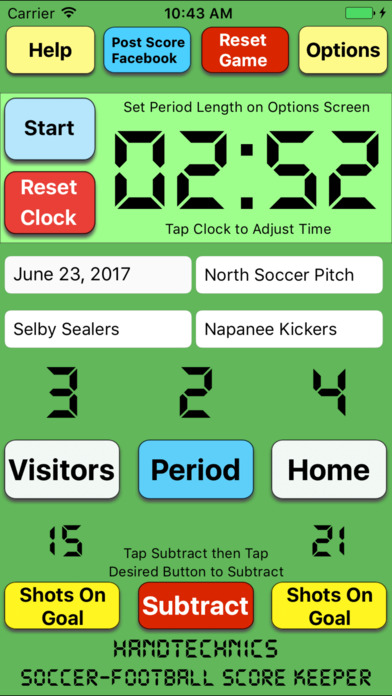 Carrier 10:43 AM
Help
Post Score
Facebook
Reset
Game
Options
Set Period Length on Options Screen
Start
02:52
Reset
Clock
Tap Clock to Adjust Time
June 23, 2017
North Soccer Pitch
Selby Sealers
Napanee Kickers
3 2 4
Visitors
Period
Home
15
21
Tap Subtract then Tap
Desired Button to Subtract
Shots On
Goal
Subtract
Shots On
Goal
HANDTECHNICS
SOCCER-FOOTBALL SCORE KEEPER